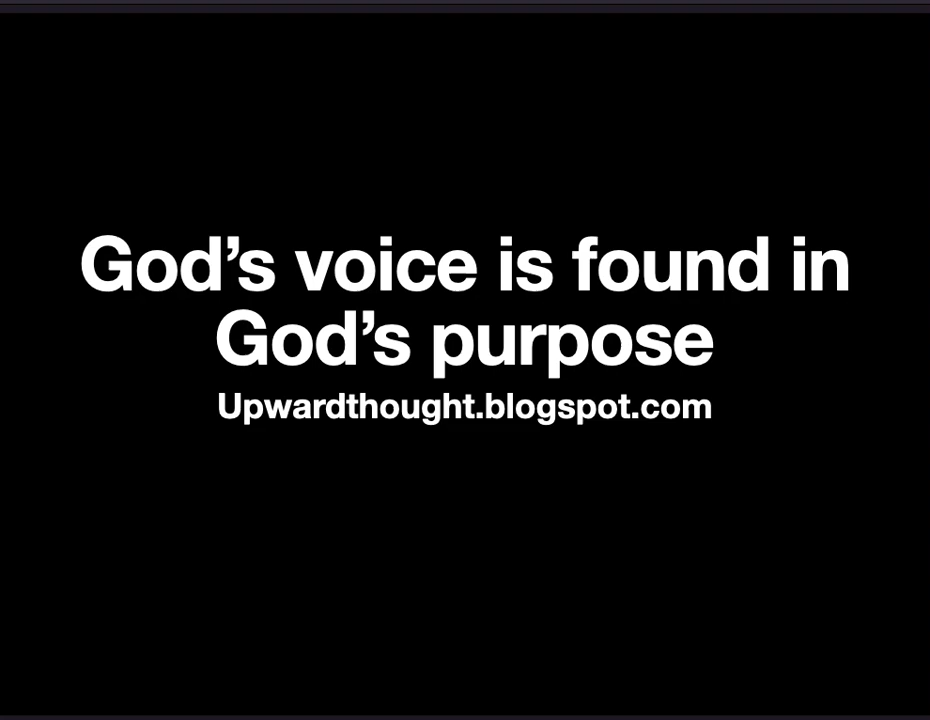 God’s voice is found in
God’s purpose
Upwardthought.blogspot.com